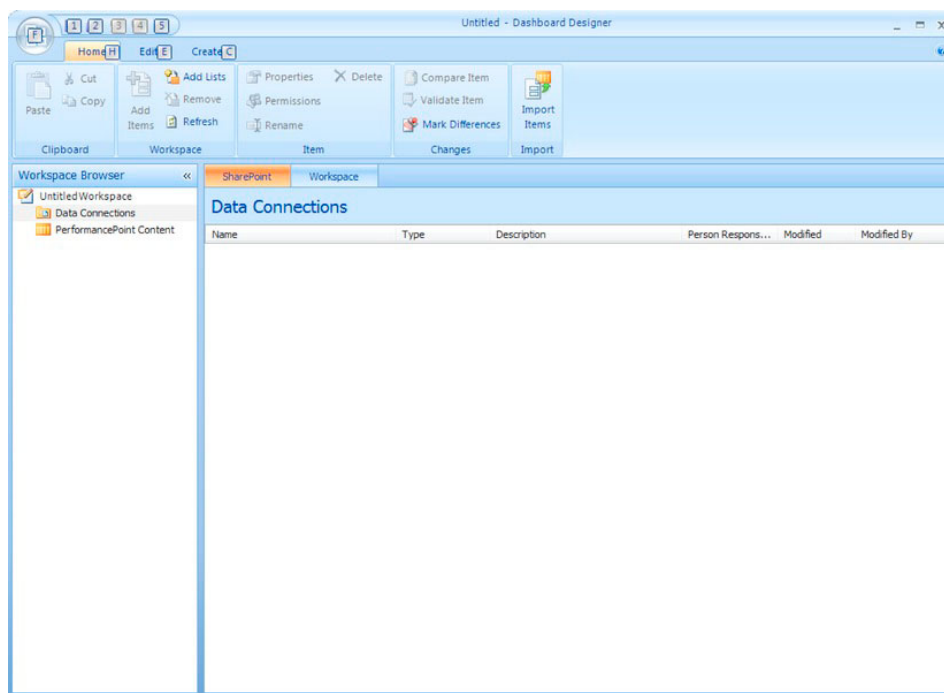 F 1 2 3 4 5 Untitled - Dashboard Designer
Home H Edit E Create C
Paste Cut Copy
Add Items Add Lists Remove Refresh
Properties Delete Permissions Rename
Compare Item Validate Item Mark Differences
Import Items
Clipboard Workspace Item Changes Import
Workspace Browser «
Untitled Workspace
Data Connections
PerformancePoint Content
SharePoint Workspace
Data Connections
Name Type Description Person Respons... Modified Modified By